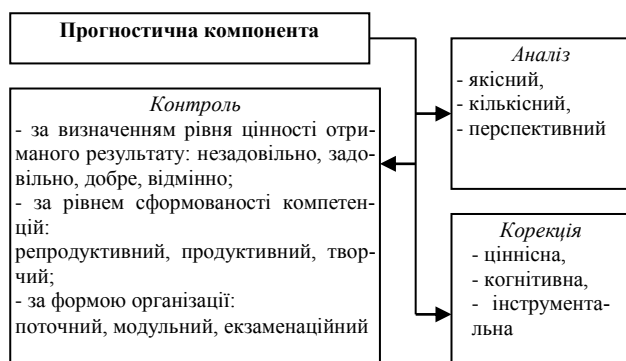 Прогностична компонента
Аналіз
- якісний,
- кількісний,
- перспективний
Контроль
- за визначенням рівня цінності отри-
маного результату: незадовільно, задо-
вільно, добре, відмінно;
- за рівнем сформованості компетен-
цій:
репродуктивний, продуктивний, твор-
чий;
- за формою організації:
поточний, модульний, екзаменаційний
Корекція
- ціннісна,
- когнітивна,
- інструмента-
льна